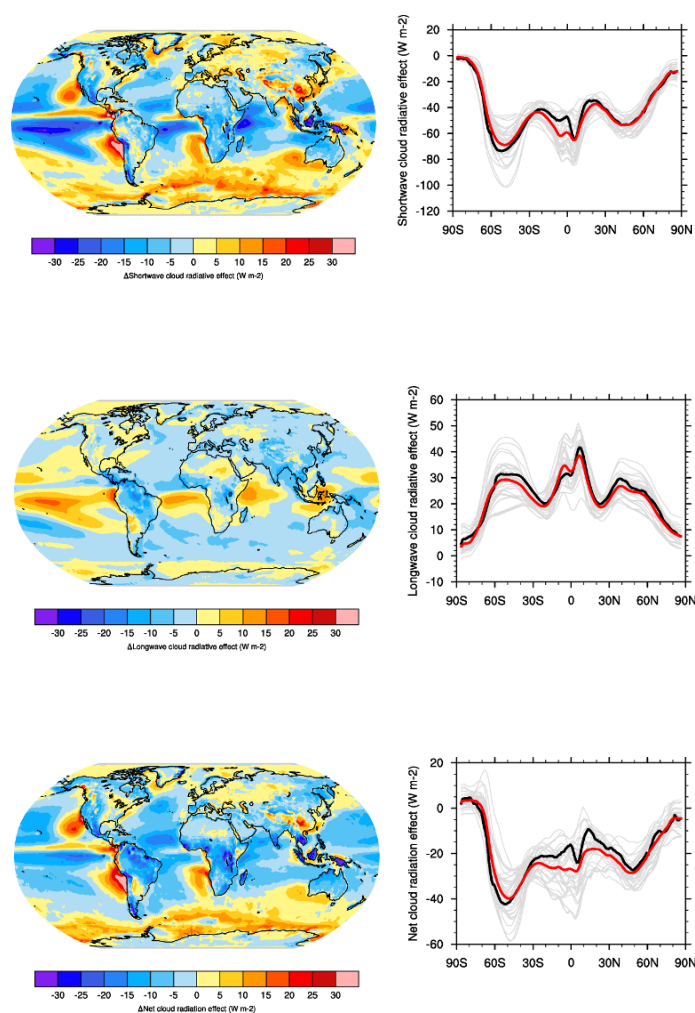 20
0
-20
-40
-60
-80
-100
-120
Shortwave cloud radiative effect (W m-2)
90S 60S 30S 0 30N 60N 90N
-30 -25 -20 -15 -10 -5 0 5 10 15 20 25 30
ΔShortwave cloud radiative effect (W m-2)
60
50
40
30
20
10
0
-10
Longwave cloud radiative effect (W m-2)
90S 60S 30S 0 30N 60N 90N
-30 -25 -20 -15 -10 -5 0 5 10 15 20 25 30
ΔLongwave cloud radiative effect (W m-2)
20
0
-20
-40
-60
Net cloud radiation effect (W m-2)
90S 60S 30S 0 30N 60N 90N
-30 -25 -20 -15 -10 -5 0 5 10 15 20 25 30
ΔNet cloud radiation effect (W m-2)